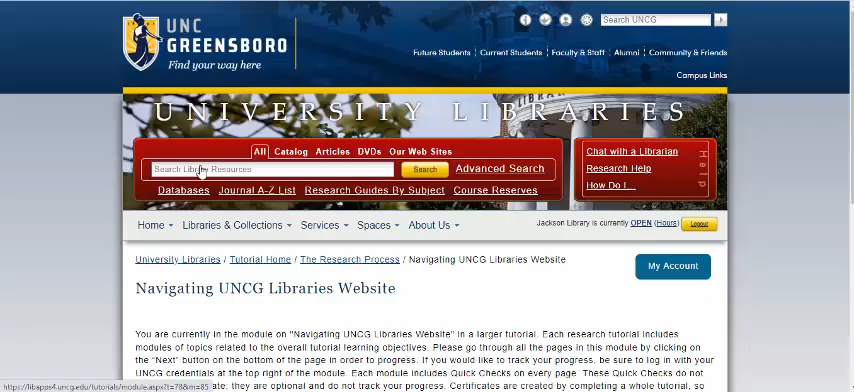 UNC
GREENSBORO
Find your way here
Search UNCG
Future Students Current Students Faculty & Staff Alumni Community & Friends
Campus Links
UNIVERSITY LIBRARIES
All Catalog Articles DVDs Our Web Sites
Search Library Resources Search Advanced Search
Databases Journal A-Z List Research Guides By Subject Course Reserves
Chat with a Librarian
Research Help
How Do I...
Help
Home Libraries & Collections Services Spaces About Us
Jackson Library is currently OPEN (Hours) Logout
University Libraries / Tutorial Home / The Research Process / Navigating UNCG Libraries Website
My Account
Navigating UNCG Libraries Website
You are currently in the module on "Navigating UNCG Libraries Website" in a larger tutorial. Each research tutorial includes
modules of topics related to the overall tutorial learning objectives. Please go through all the pages in this module by clicking on
the "Next" button on the bottom of the page in order to progress. If you would like to track your progress, be sure to log in with your
UNCG credentials at the top right of the page. Each module includes Quick Checks on every page. These Quick Checks do not
late; they are optional and do not track your progress. Certificates are created by completing a whole tutorial, so
https://libapps4.uncg.edu/tutorials/module.aspx?t=78&m=85